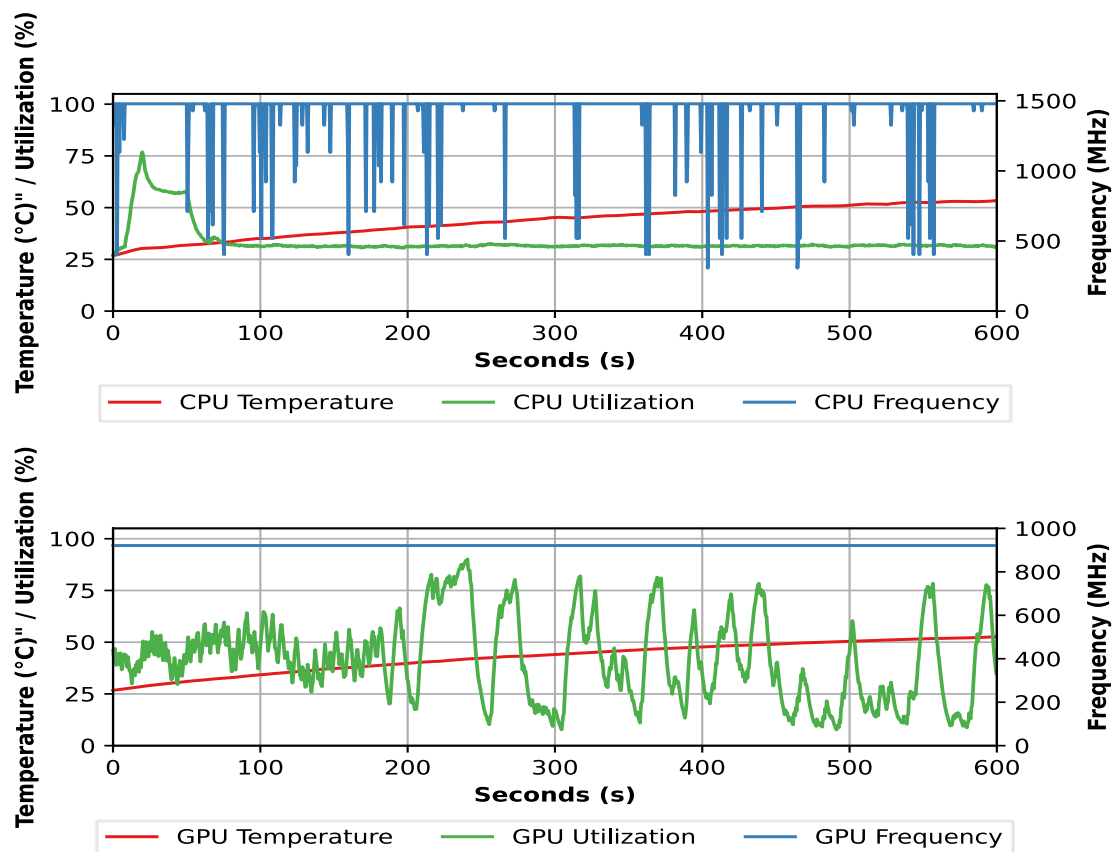 Temperature (°C)" / Utilization (%)
100
75
50
25
0
1500
1000
500
0
Frequency (MHz)
0 100 200 300 400 500 600
Seconds (s)
CPU Temperature CPU Utilization CPU Frequency
Temperature (°C)" / Utilization (%)
100
75
50
25
0
1000
800
600
400
200
0
Frequency (MHz)
0 100 200 300 400 500 600
Seconds (s)
GPU Temperature GPU Utilization GPU Frequency